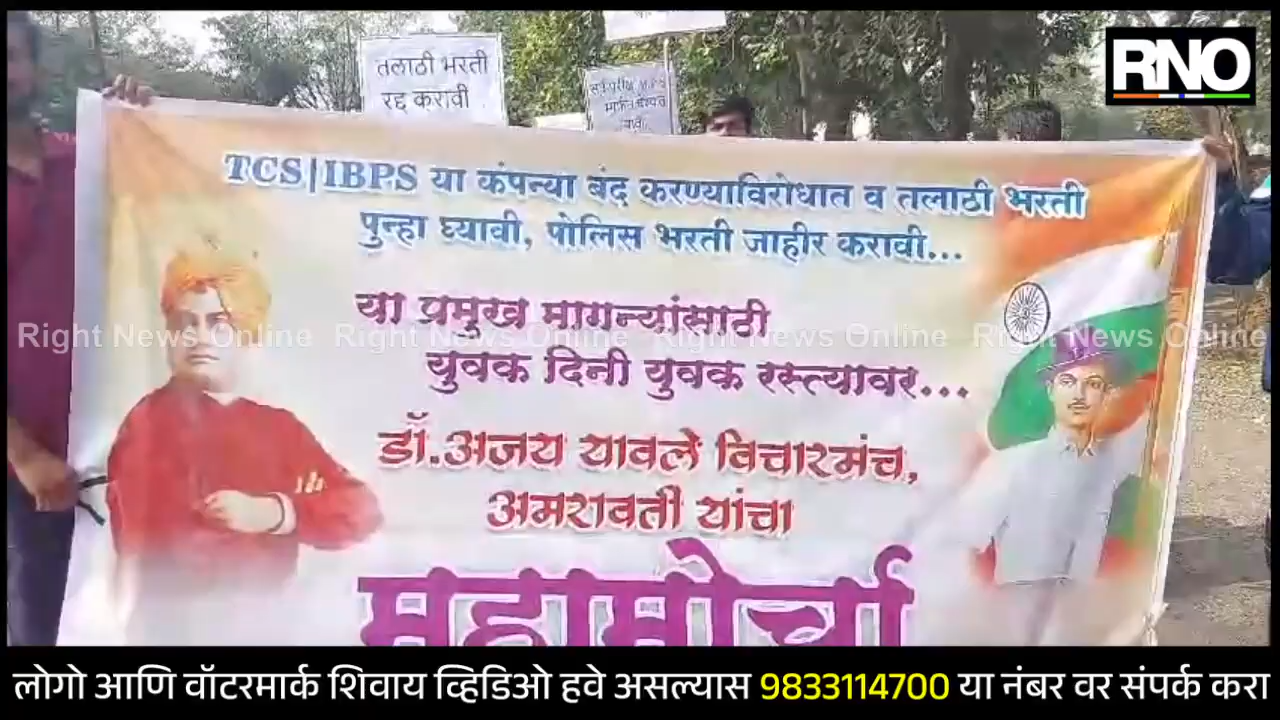 RNO
तलाठी भरती
रद्द करावी
TCS|IBPS या कंपन्या बंद करण्याविरोधात व तलाठी भरती
पुन्हा घ्यावी, पोलिस भरती जाहीर करावी...
या प्रमुख मागन्यांसाठी
Right News Online Right News Online Right News Online Right News Online
युवक दिनी युवक रस्त्यावर...
डॉ.अजय यावले विचारमंच,
अमरावती यांचा
महामोर्चा
लोगो आणि वॉटरमार्क शिवाय व्हिडिओ हवे असल्यास 9833114700 या नंबर वर संपर्क करा